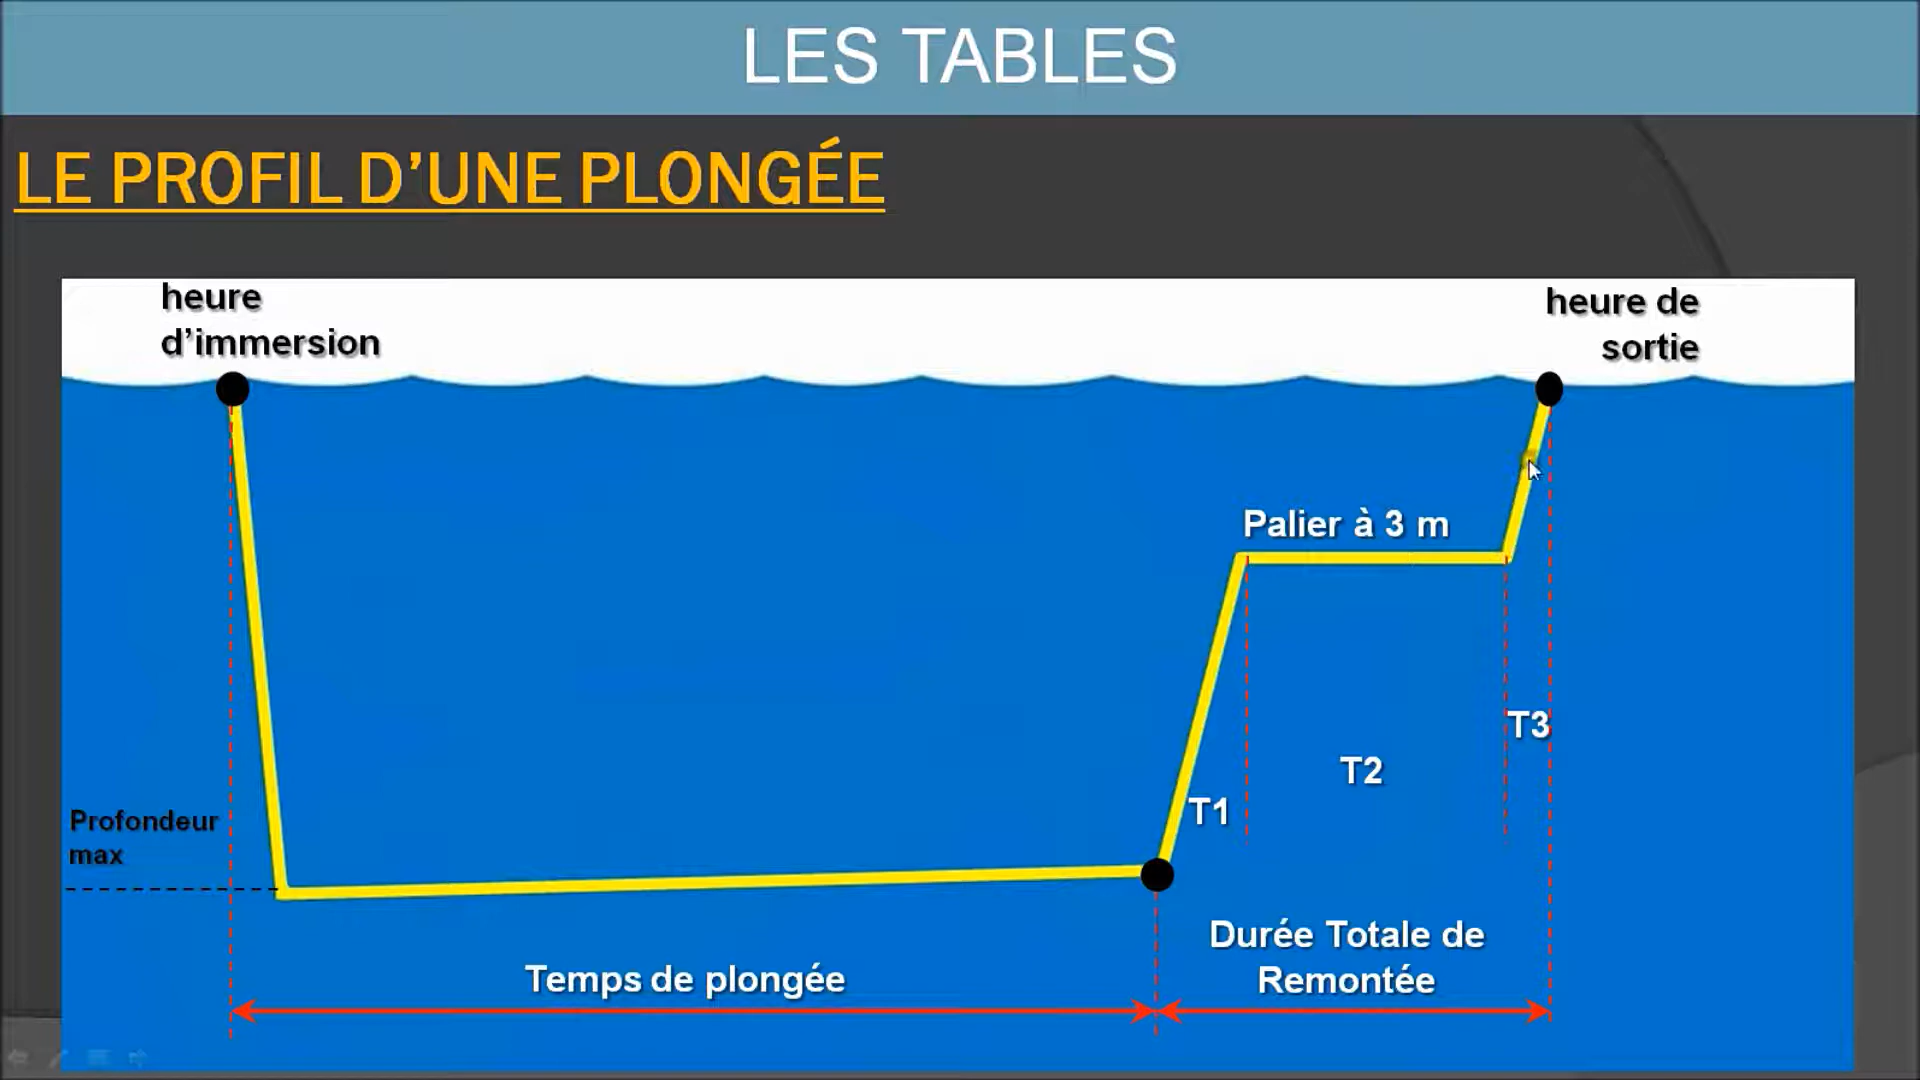 LES TABLES
LE PROFIL D’UNE PLONGÉE
heure
d’immersion
heure de
sortie
Palier à 3 m
T3
T2
T1
Profondeur
max
Durée Totale de
Remontée
Temps de plongée